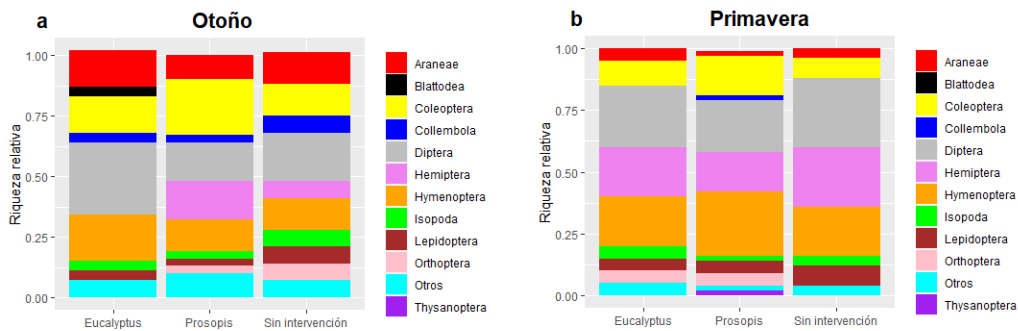 a
Otoño
Riqueza relativa
1.00
0.75
0.50
0.25
0.00
Eucalyptus
Prosopis
Sin intervención
Araneae
Blattodea
Coleoptera
Collembola
Diptera
Hemiptera
Hymenoptera
Isopoda
Lepidoptera
Orthoptera
Otros
Thysanoptera
b
Primavera
Riqueza relativa
1.00
0.75
0.50
0.25
0.00
Eucalyptus
Prosopis
Sin intervención
Araneae
Blattodea
Coleoptera
Collembola
Diptera
Hemiptera
Hymenoptera
Isopoda
Lepidoptera
Orthoptera
Otros
Thysanoptera